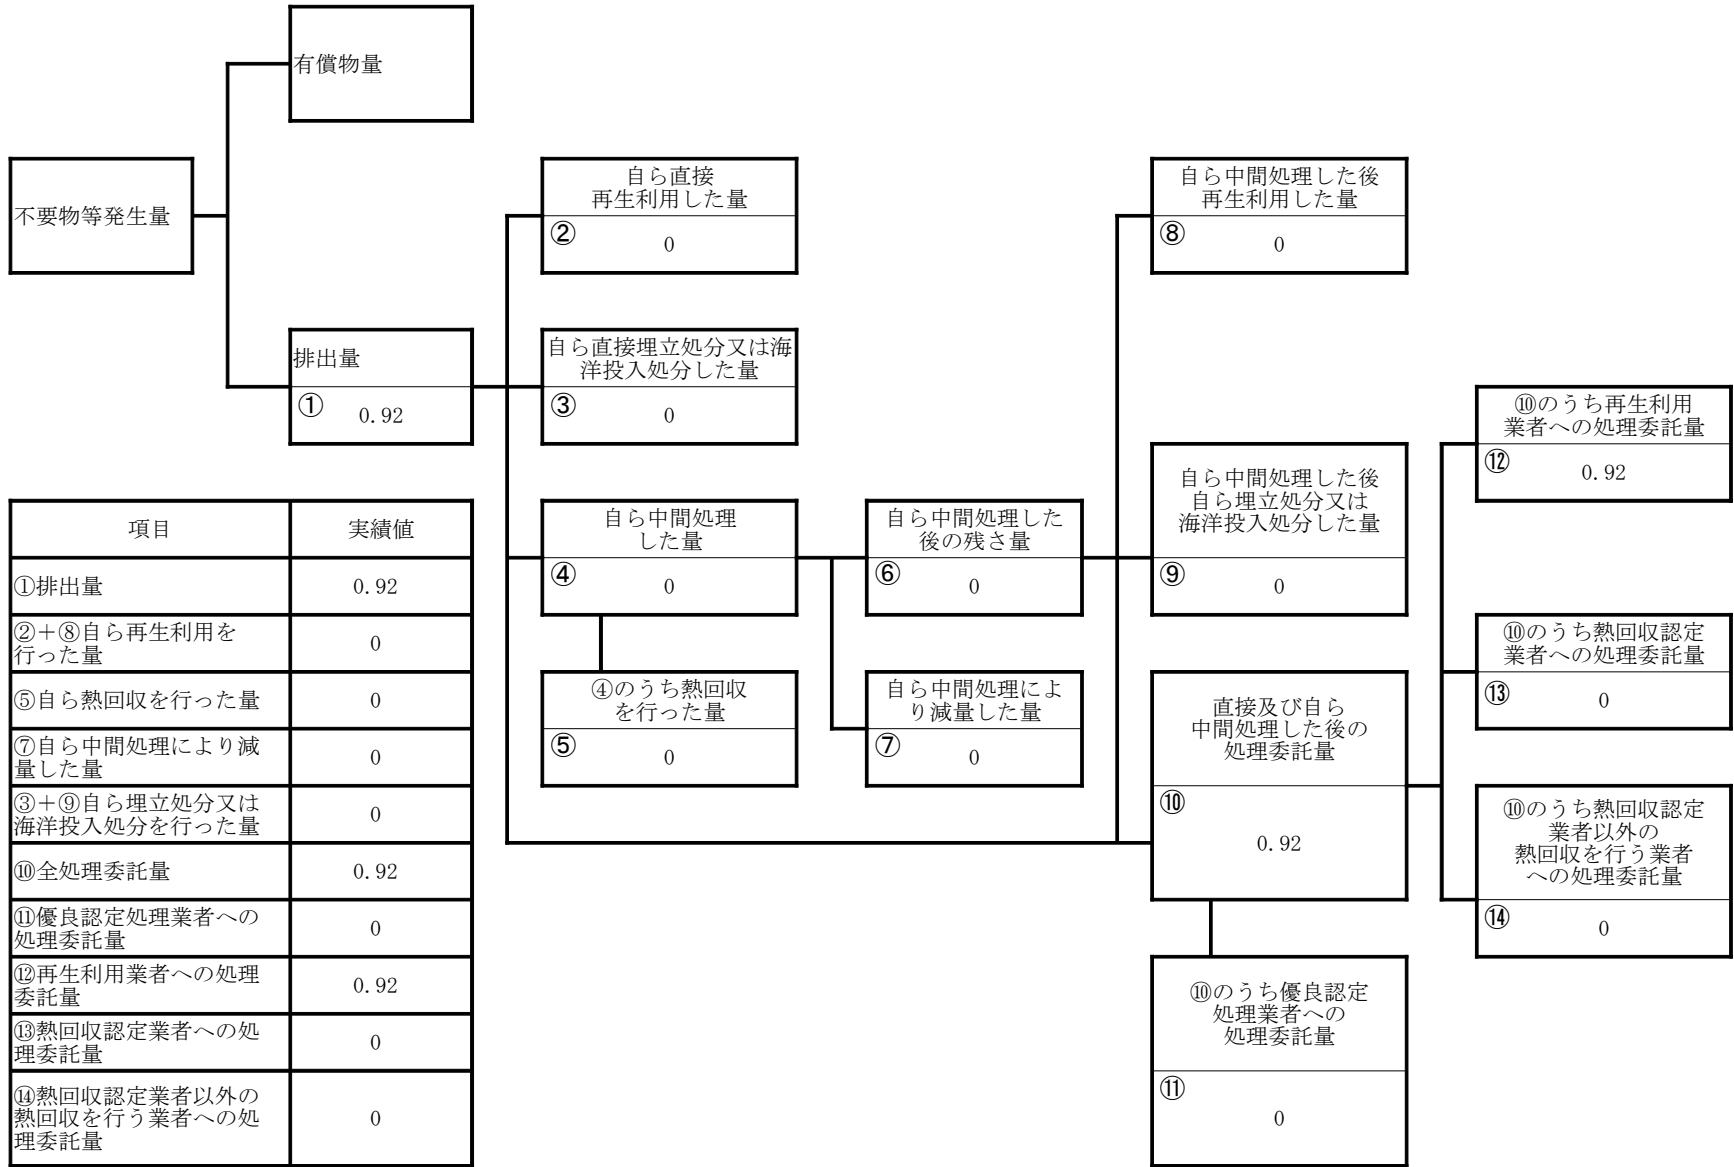 有償物量
不要物等発生量
自ら直接
再生利用した量
②
0
自ら中間処理した後
再生利用した量
⑧
0
排出量
①
0.92
自ら直接埋立処分又は海
洋投入処分した量
③
0
⑩のうち再生利用
業者への処理委託量
⑫
0.92
自ら中間処理
した量
④
0
自ら中間処理した
後の残さ量
⑥
0
自ら中間処理した後
自ら埋立処分又は
海洋投入処分した量
⑨
0
⑩のうち熱回収認定
業者への処理委託量
⑬
0
④のうち熱回収
を行った量
⑤
0
自ら中間処理によ
り減量した量
⑦
0
直接及び自ら
中間処理した後の
処理委託量
⑩
0.92
⑩のうち熱回収認定
業者以外の
熱回収を行う業者
への処理委託量
⑭
0
⑩のうち優良認定
処理業者への
処理委託量
⑪
0
項目 実績値
①排出量 0.92
②＋⑧自ら再生利用を
行った量 0
⑤自ら熱回収を行った量 0
⑦自ら中間処理により減
量した量 0
③＋⑨自ら埋立処分又は
海洋投入処分を行った量 0
⑩全処理委託量 0.92
⑪優良認定処理業者への
処理委託量 0
⑫再生利用業者への処理
委託量 0.92
⑬熱回収認定業者への処
理委託量 0
⑭熱回収認定業者以外の
熱回収を行う業者への処
理委託量 0